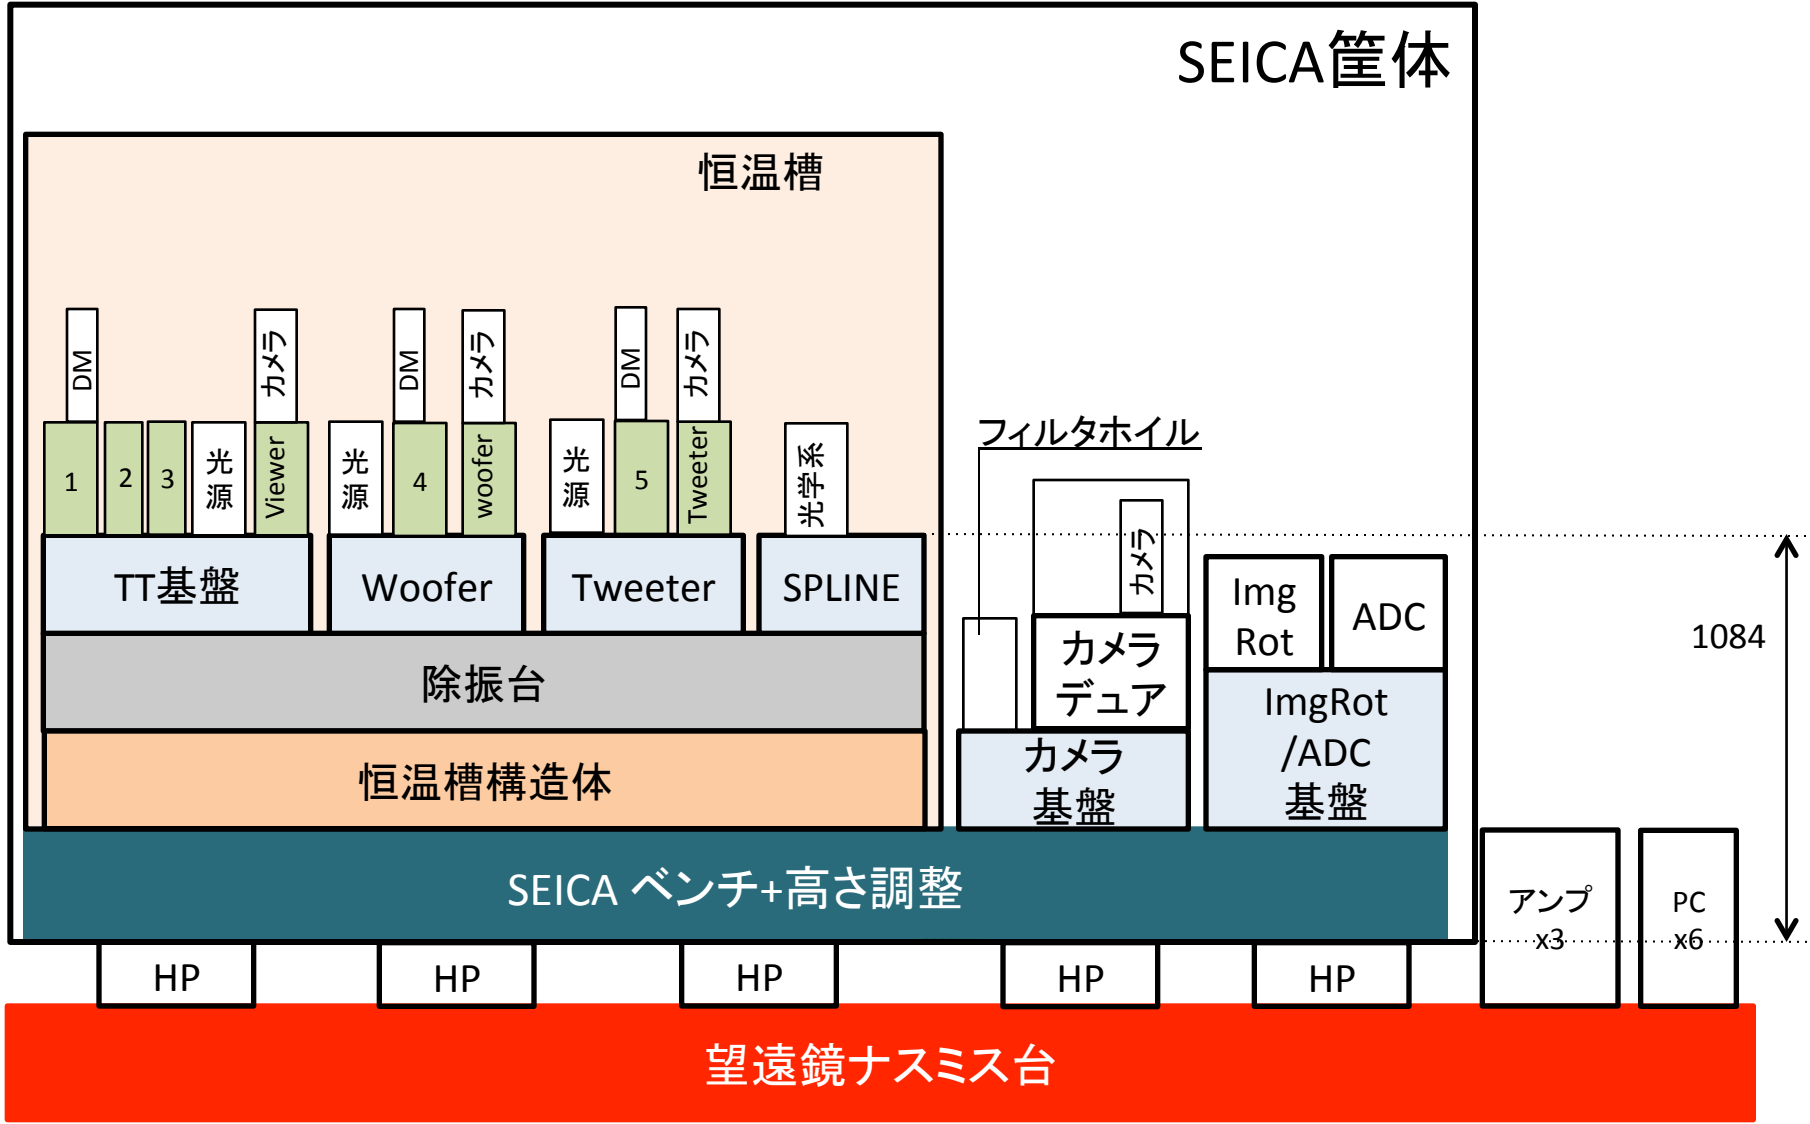 SEICA筐体
恒温槽
DM
カメラ
DM
カメラ
DM
カメラ
フィルタホイル
1
2
3
光
源
Viewer
光
源
4
woofer
光
源
5
Tweeter
光学系
カメラ
TT基盤
Woofer
Tweeter
SPLINE
Img
Rot
ADC
1084
カメラ
デュア
除振台
ImgRot
/ADC
基盤
カメラ
基盤
恒温槽構造体
SEICA ベンチ+高さ調整
アンプ
x3
PC
x6
HP
HP
HP
HP
HP
望遠鏡ナスミス台